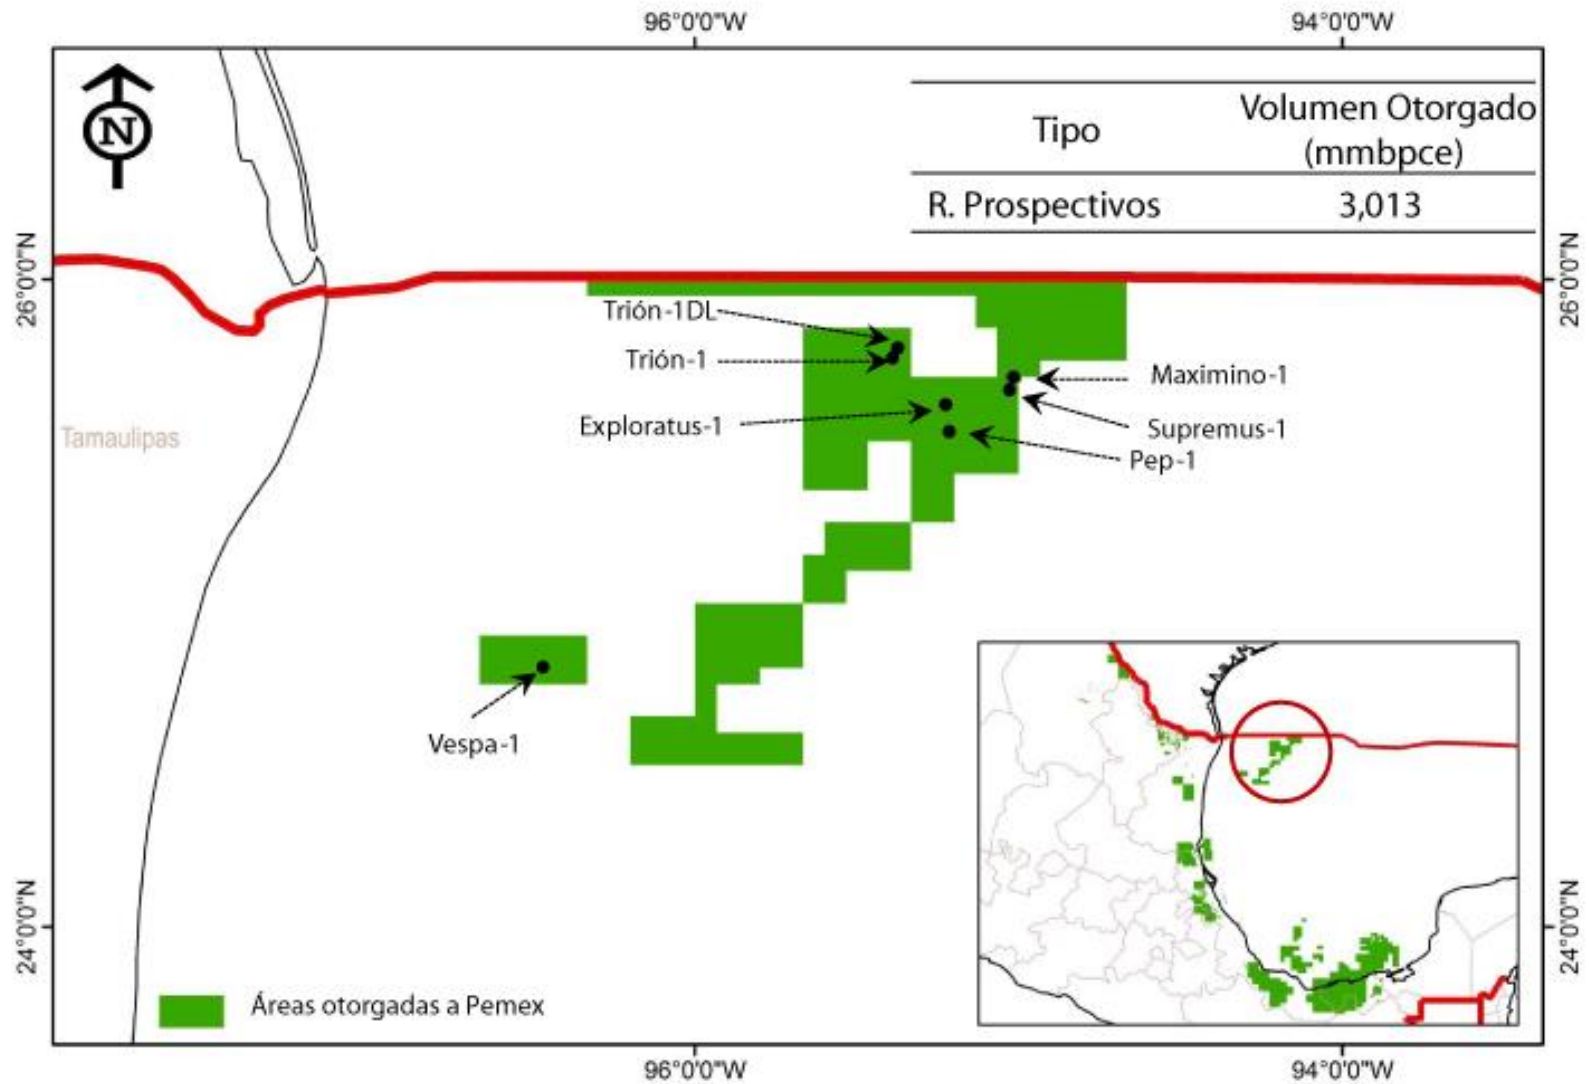 96°0'0"W
94°0'0"W
N
Tipo
Volumen Otorgado
(mmbpce)
R. Prospectivos
3,013
26°0'0"N
26°0'0"N
Trión-1DL
Trión-1
Maximino-1
Exploratus-1
Supremus-1
Tamaulipas
Pep-1
Vespa-1
24°0'0"N
24°0'0"N
Áreas otorgadas a Pemex
96°0'0"W
94°0'0"W